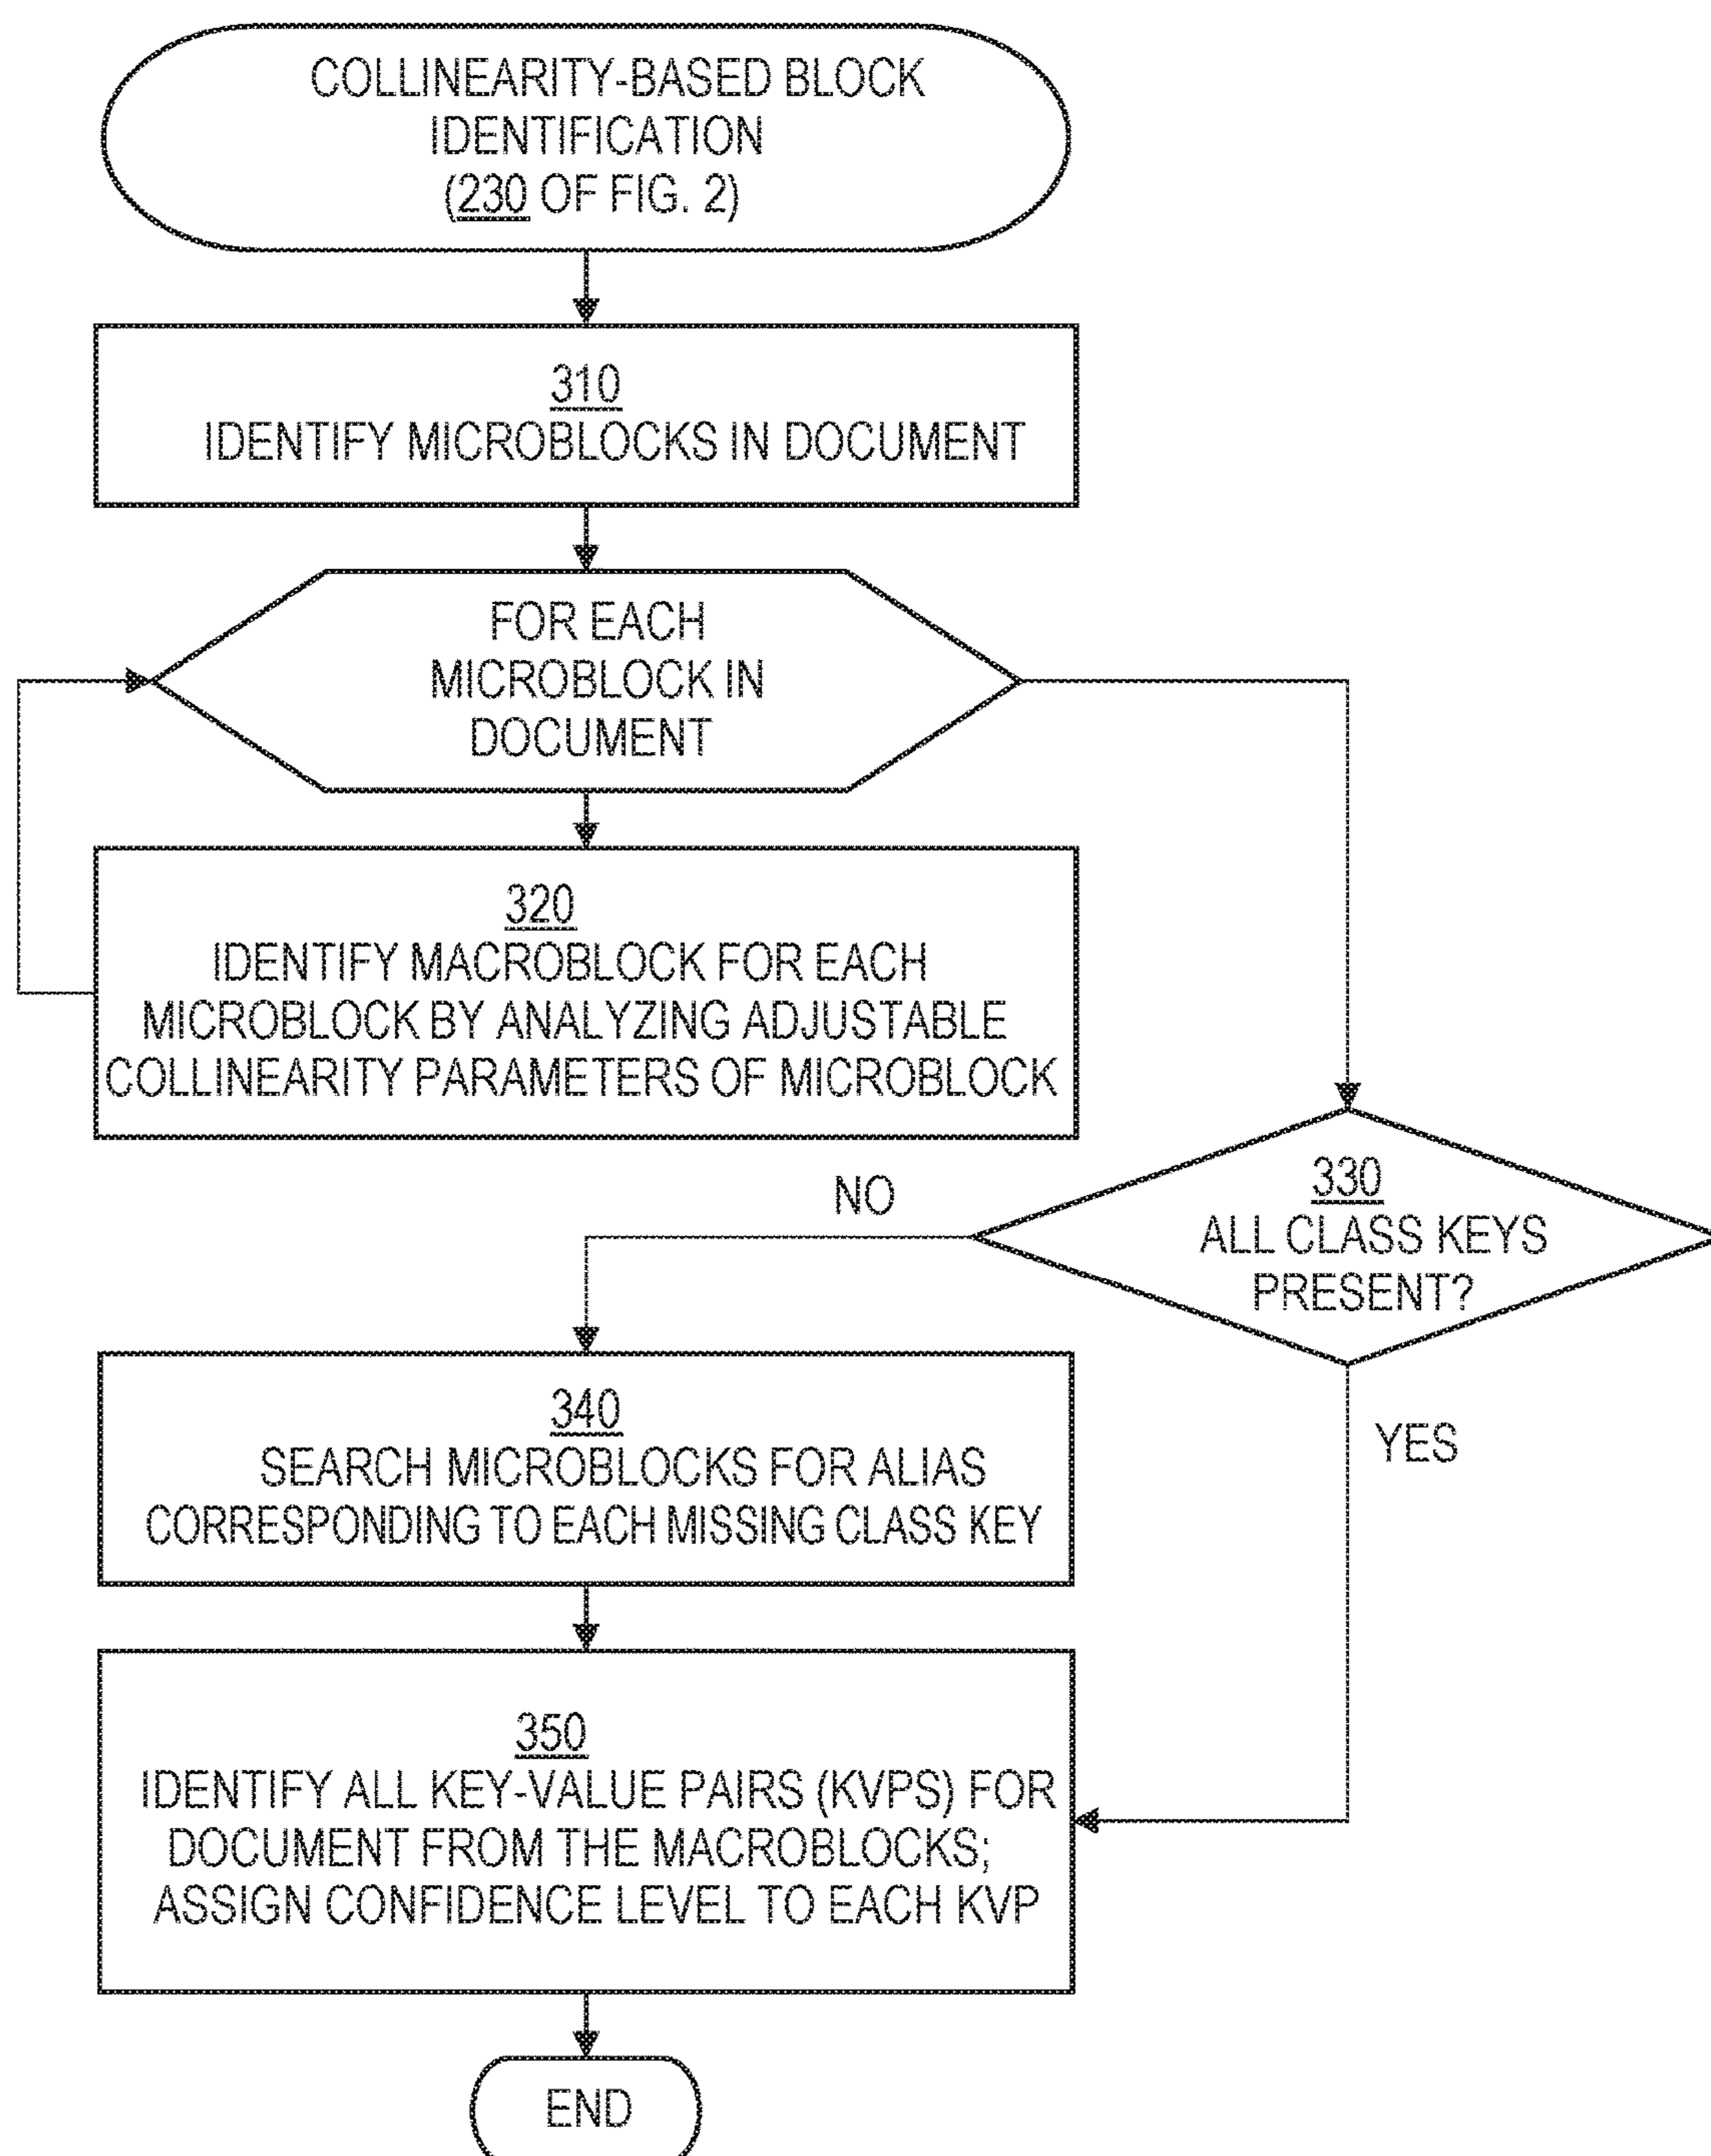 COLLINEARITY-BASED BLOCK
IDENTIFICATION
(230 OF FIG. 2)
310
IDENTIFY MICROBLOCKS IN DOCUMENT
FOR EACH
MICROBLOCK IN
DOCUMENT
320
IDENTIFY MACROBLOCK FOR EACH
MICROBLOCK BY ANALYZING ADJUSTABLE
COLLINEARITY PARAMETERS OF MICROBLOCK
330
ALL CLASS KEYS
PRESENT?
NO
YES
340
SEARCH MICROBLOCKS FOR ALIAS
CORRESPONDING TO EACH MISSING CLASS KEY
350
IDENTIFY ALL KEY-VALUE PAIRS (KVPS) FOR
DOCUMENT FROM THE MACROBLOCKS;
ASSIGN CONFIDENCE LEVEL TO EACH KVP
END